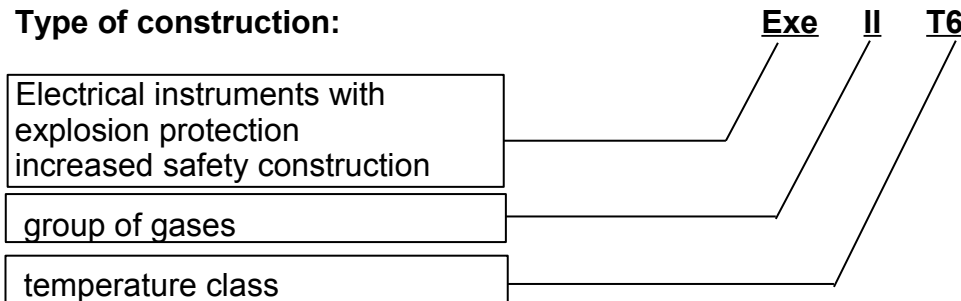 Type of construction: Exe II T6
Electrical instruments with
explosion protection
increased safety construction
group of gases
temperature class